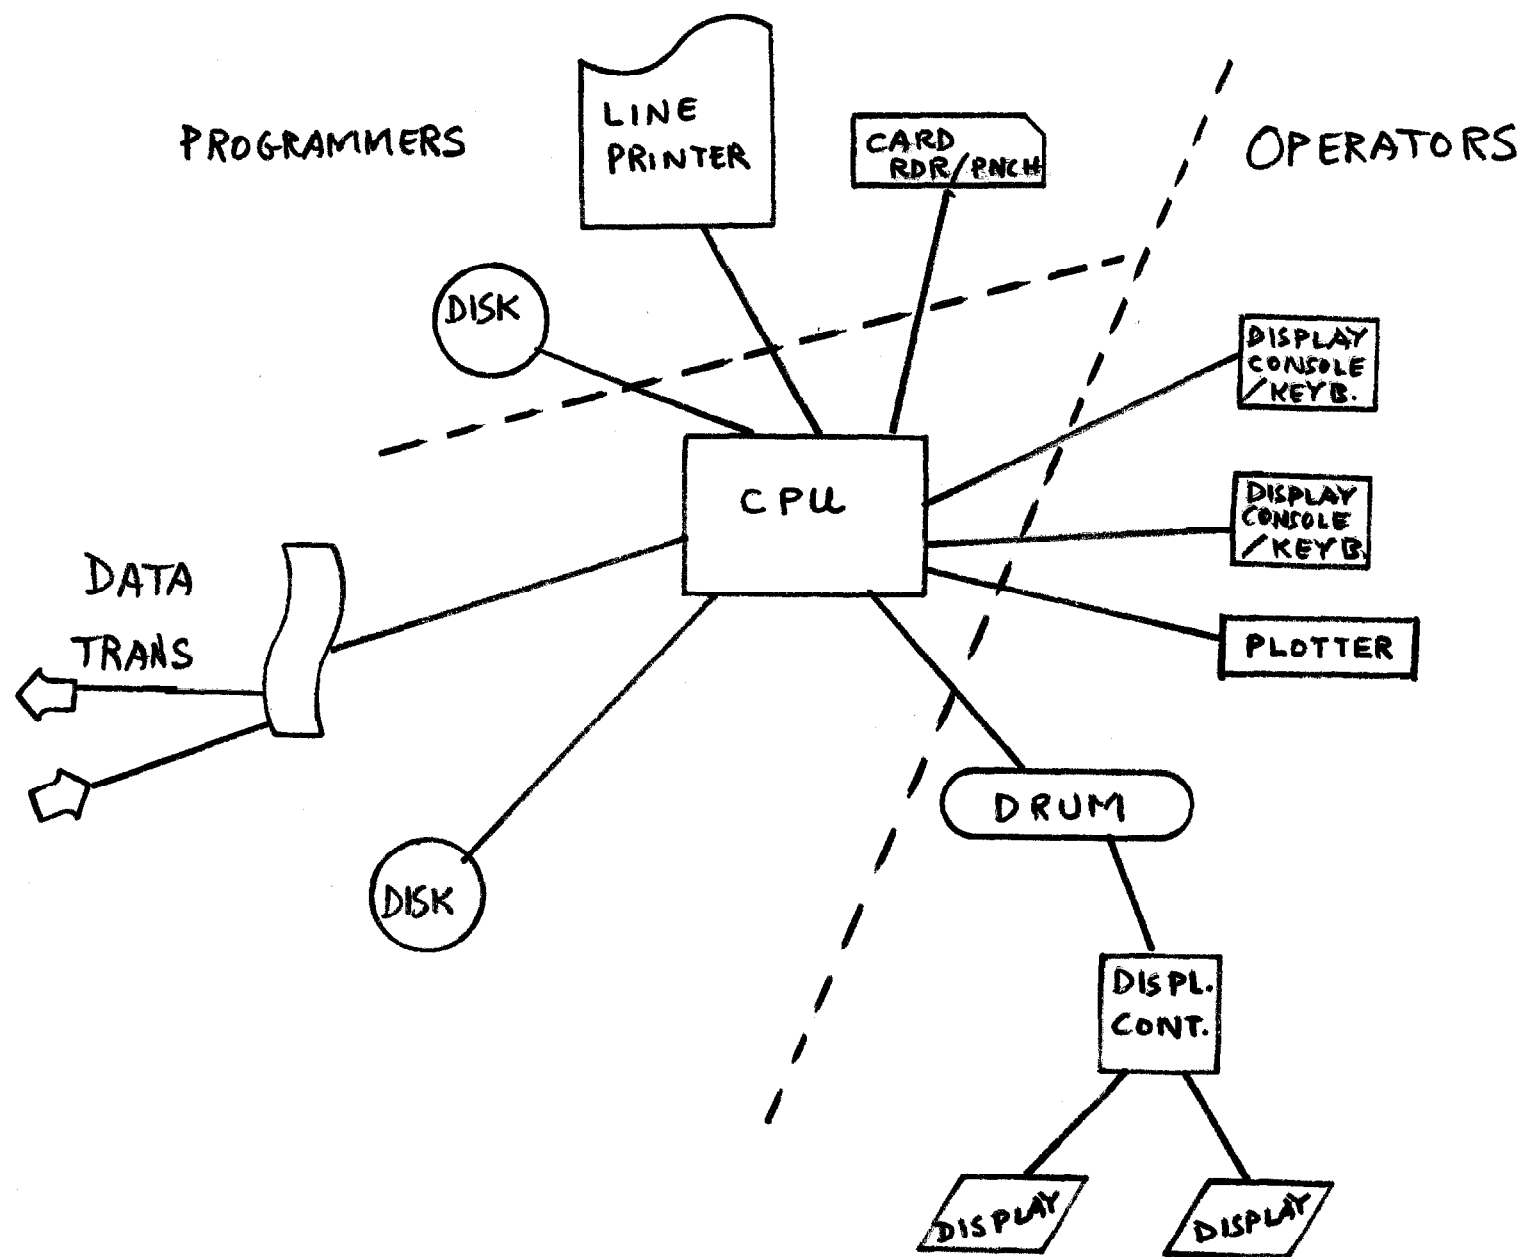 PROGRAMMERS
LINE
PRINTER
CARD
RDR/PNCH
OPERATORS
DISK
DISPLAY
CONSOLE
/KEYB.
CPU
DISPLAY
CONSOLE
/KEYB.
DATA
TRANS
PLOTTER
DRUM
DISK
DISPL.
CONT.
DISPLAY
DISPLAY